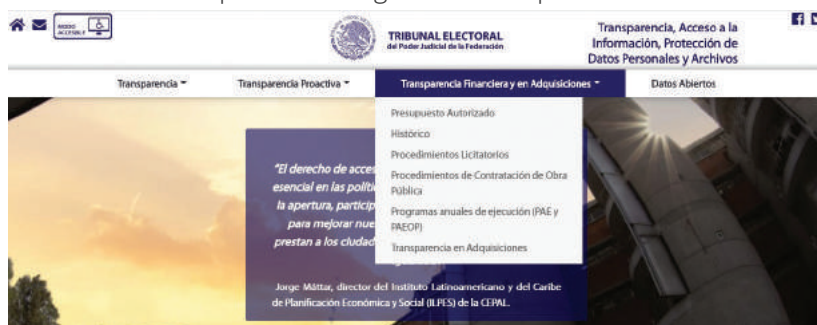 MODO
ACCESIBLE
TRIBUNAL ELECTORAL
del Poder Judicial de la Federación
Transparencia, Acceso a la
Información, Protección de
Datos Personales y Archivos
Transparencia
Transparencia Proactiva
Transparencia Financiera y en Adquisiciones
Datos Abiertos
Presupuesto Autorizado
Histórico
Procedimientos Licitatorios
Procedimientos de Contratación de Obra
Pública
Programas anuales de ejecución (PAE y
PAEOP)
Transparencia en Adquisiciones
"El derecho de acces
esencial en las políti
la apertura, particip
para mejorar nue
prestan a los ciudad
Jorge Máttar, director del Instituto Latinoamericano y del Caribe
de Planificación Económica y Social (ILPES) de la CEPAL.